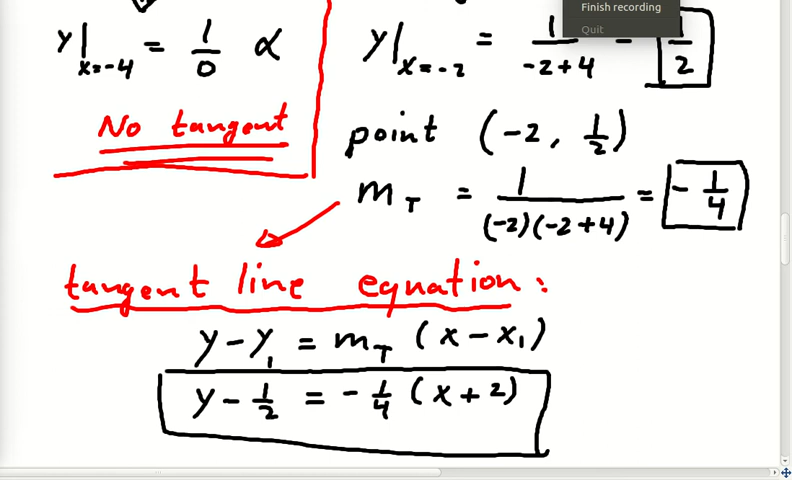 Finish recording
Quit
y|x=-4 = 1/0 ∝
No tangent
y|x=-2 = 1/(-2+4) = 1/2
point (-2, 1/2)
mT = 1/((-2)(-2+4)) = -1/4
tangent line equation:
y-y₁ = mT (x-x₁)
y-1/2 = -1/4 (x+2)